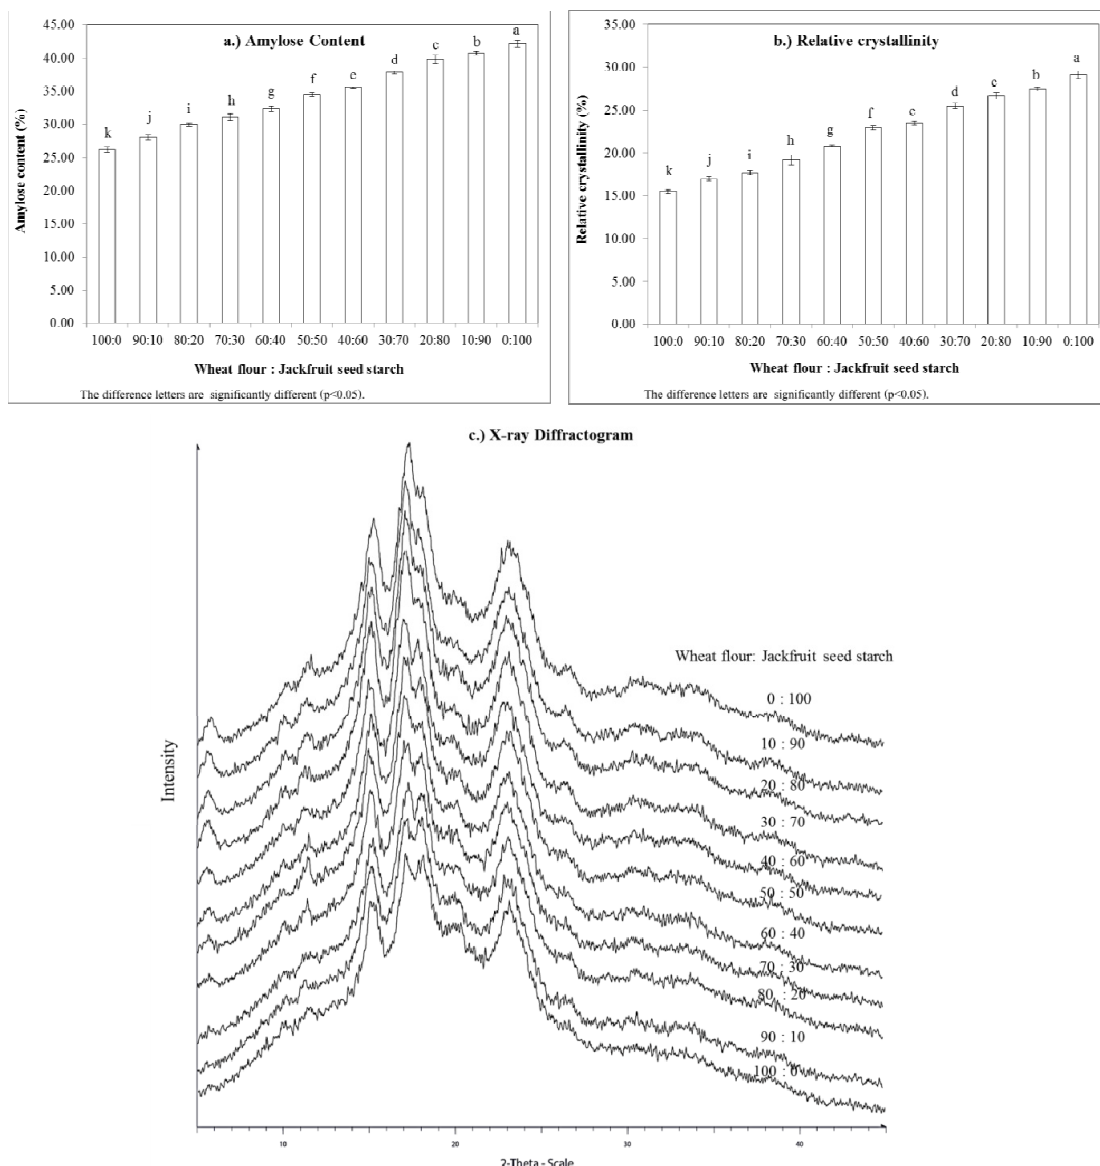 a.) Amylose Content
45.00
40.00
35.00
30.00
25.00
20.00
15.00
10.00
5.00
0.00
Amylose content (%)
k j i h g f e d c b a
100:0 90:10 80:20 70:30 60:40 50:50 40:60 30:70 20:80 10:90 0:100
Wheat flour : Jackfruit seed starch
The difference letters are significantly different (p<0.05).
b.) Relative crystallinity
35.00
30.00
25.00
20.00
15.00
10.00
5.00
0.00
Relative crystallinity (%)
k j i h g f e d c b a
100:0 90:10 80:20 70:30 60:40 50:50 40:60 30:70 20:80 10:90 0:100
Wheat flour : Jackfruit seed starch
The difference letters are significantly different (p<0.05).
c.) X-ray Diffractogram
Intensity
Wheat flour: Jackfruit seed starch
0 : 100
10 : 90
20 : 80
30 : 70
40 : 60
50 : 50
60 : 40
70 : 30
80 : 20
90 : 10
100 : 0
10 20 30 40
2-Theta - Scale